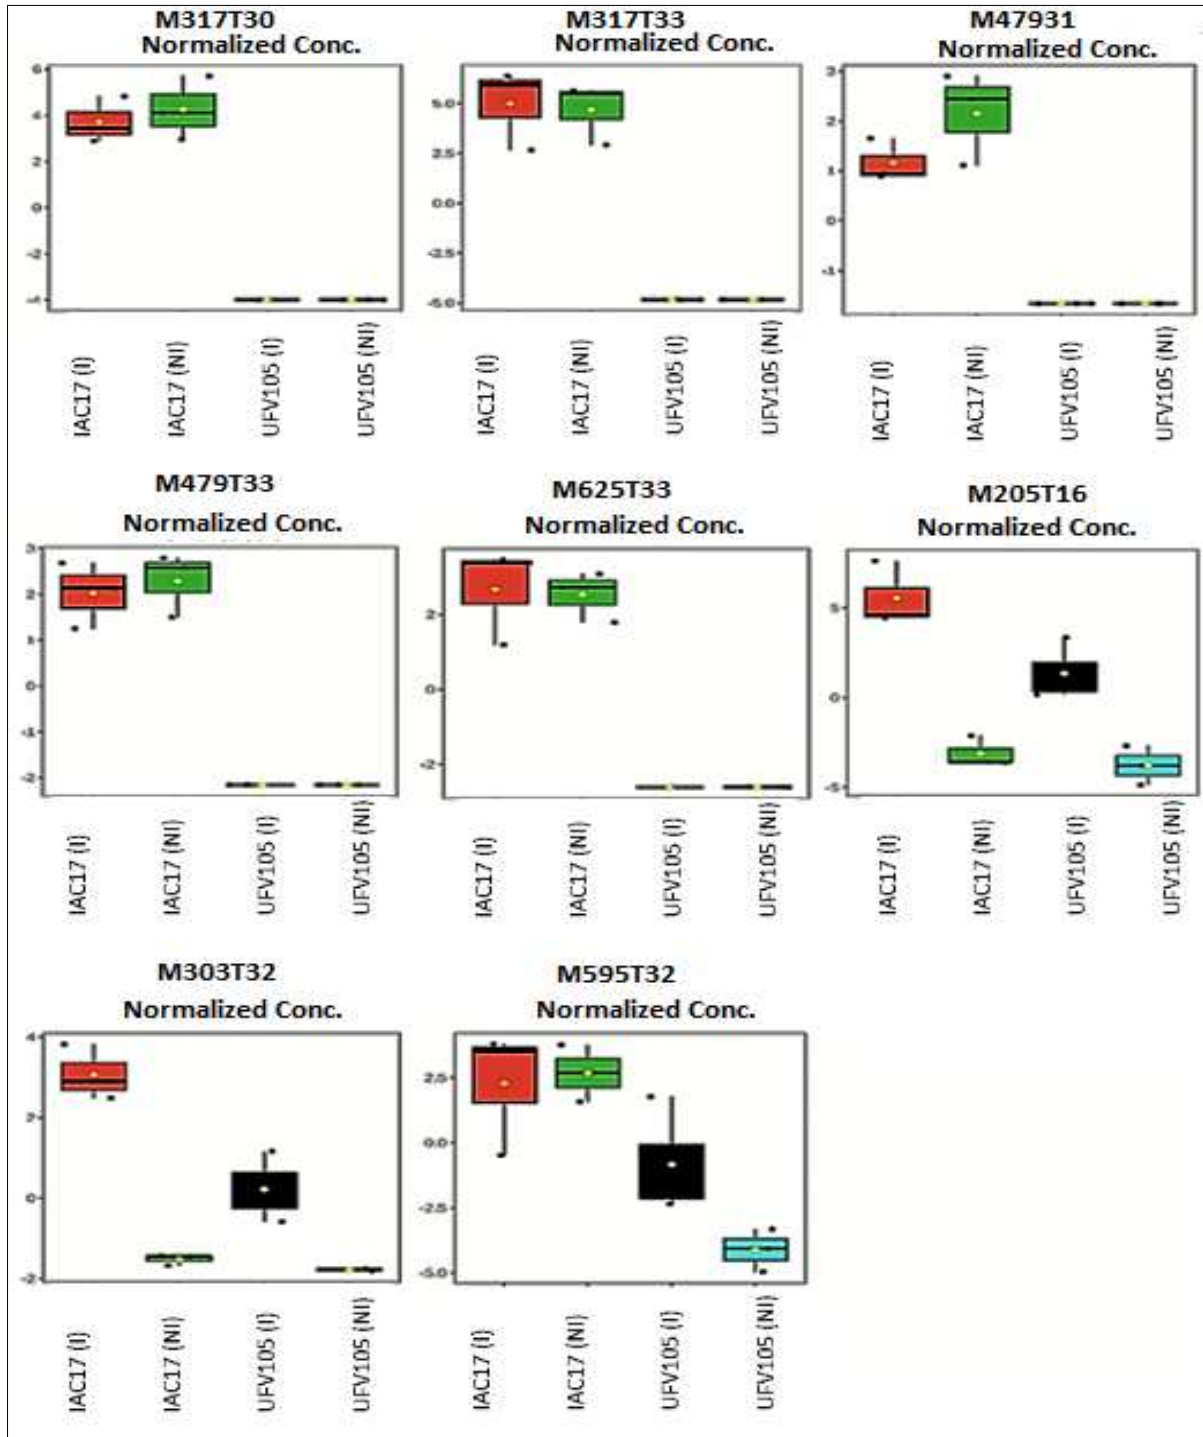 M317T30
Normalized Conc.
6
4
2
0
-2
-4
IAC17 (I)
IAC17 (NI)
UFV105 (I)
UFV105 (NI)
M317T33
Normalized Conc.
5.0
2.5
0.0
-2.5
-5.0
IAC17 (I)
IAC17 (NI)
UFV105 (I)
UFV105 (NI)
M47931
Normalized Conc.
3
2
1
0
-1
IAC17 (I)
IAC17 (NI)
UFV105 (I)
UFV105 (NI)
M479T33
Normalized Conc.
3
2
1
0
-1
-2
IAC17 (I)
IAC17 (NI)
UFV105 (I)
UFV105 (NI)
M625T33
Normalized Conc.
2
0
-2
IAC17 (I)
IAC17 (NI)
UFV105 (I)
UFV105 (NI)
M205T16
Normalized Conc.
5
0
-5
IAC17 (I)
IAC17 (NI)
UFV105 (I)
UFV105 (NI)
M303T32
Normalized Conc.
4
2
0
-2
IAC17 (I)
IAC17 (NI)
UFV105 (I)
UFV105 (NI)
M595T32
Normalized Conc.
2.5
0.0
-2.5
-5.0
IAC17 (I)
IAC17 (NI)
UFV105 (I)
UFV105 (NI)